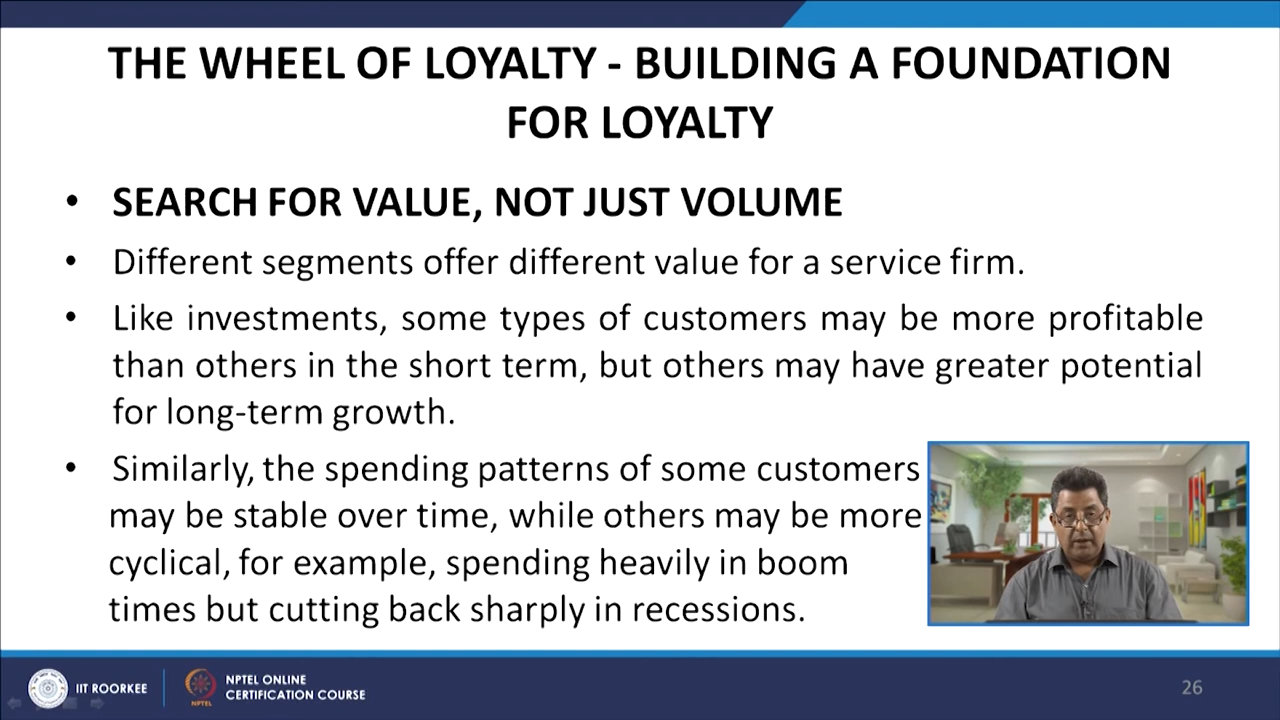 THE WHEEL OF LOYALTY - BUILDING A FOUNDATION
FOR LOYALTY
• SEARCH FOR VALUE, NOT JUST VOLUME
• Different segments offer different value for a service firm.
• Like investments, some types of customers may be more profitable
than others in the short term, but others may have greater potential
for long-term growth.
• Similarly, the spending patterns of some customers
may be stable over time, while others may be more
cyclical, for example, spending heavily in boom
times but cutting back sharply in recessions.
IIT ROORKEE
NPTEL
NPTEL ONLINE
CERTIFICATION COURSE
26